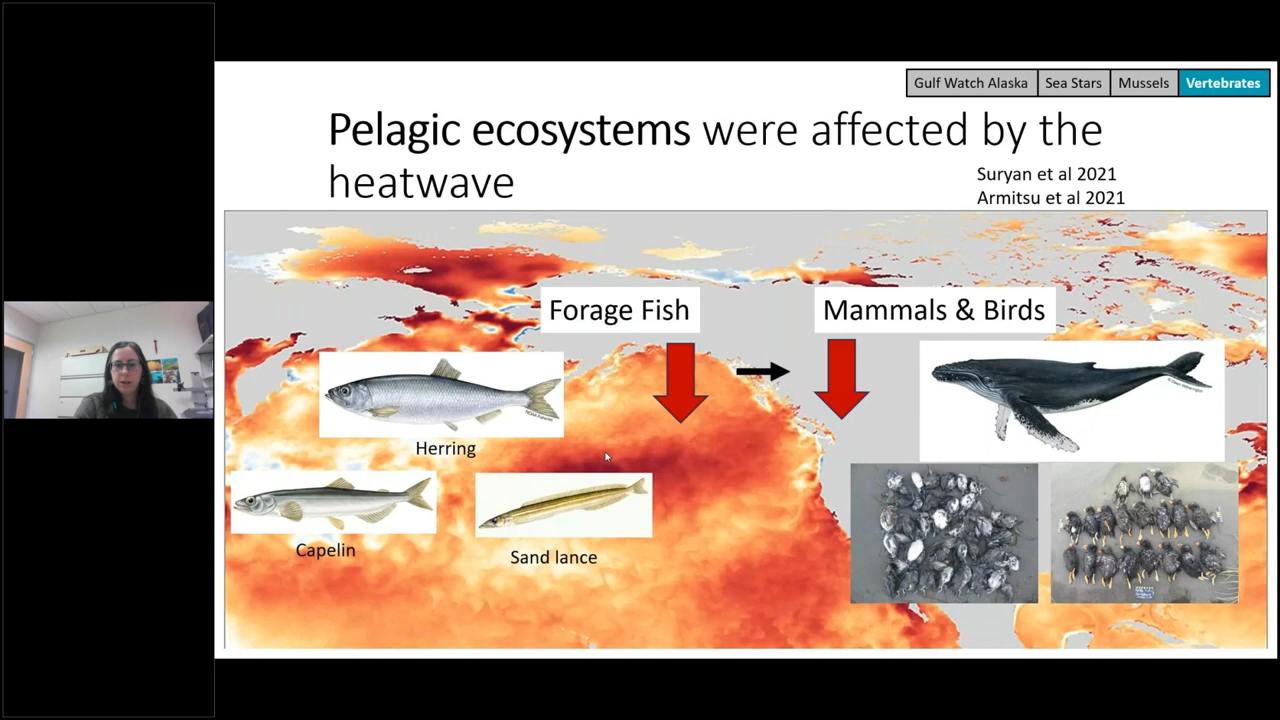 Gulf Watch Alaska Sea Stars Mussels Vertebrates
Pelagic ecosystems were affected by the
heatwave
Suryan et al 2021
Armitsu et al 2021
Forage Fish
Mammals & Birds
Herring
Capelin
Sand lance